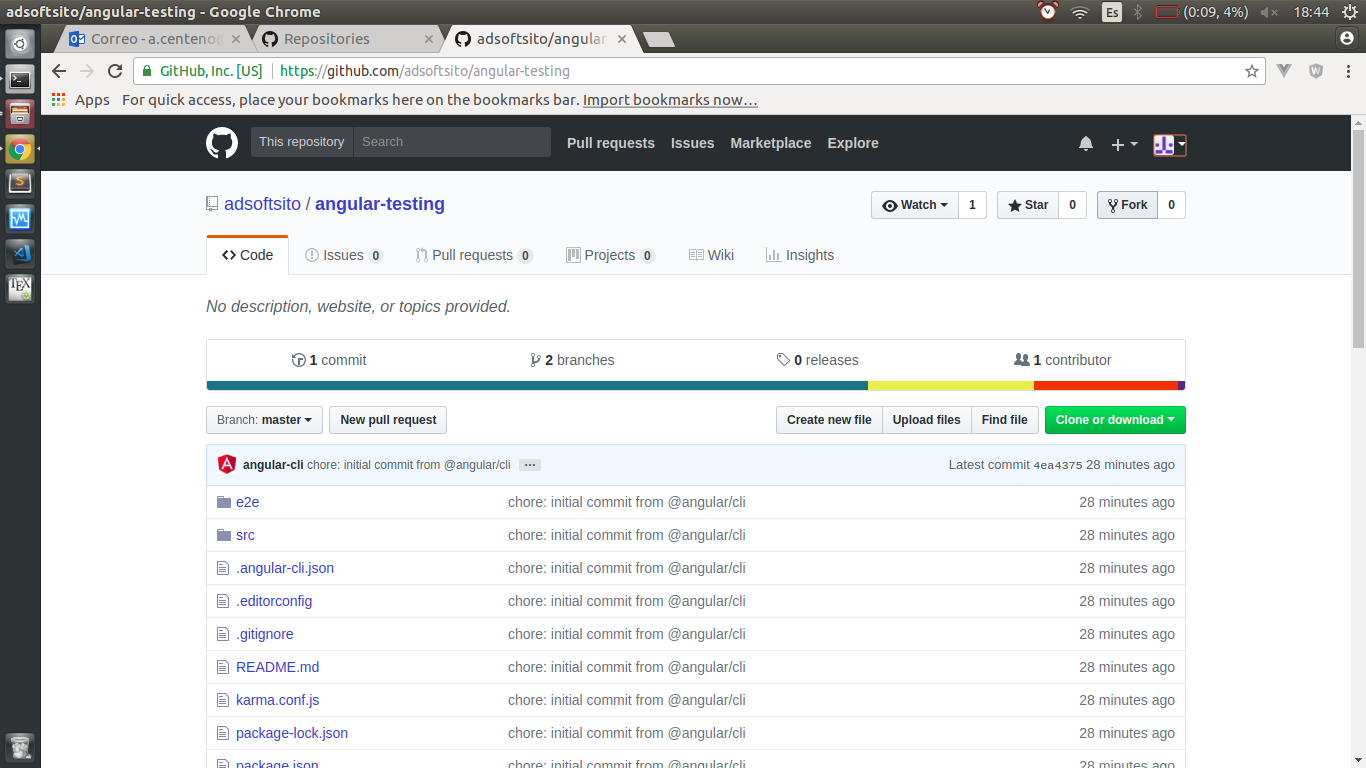 adsoftsito/angular-testing - Google Chrome Es (0:09, 4%) 18:44
Correo - a.centeno Repositories adsoftsito/angular
GitHub, Inc. [US] https://github.com/adsoftsito/angular-testing
Apps For quick access, place your bookmarks here on the bookmarks bar. Import bookmarks now…
This repository Search Pull requests Issues Marketplace Explore
adsoftsito / angular-testing Watch 1 Star 0 Fork 0
Code Issues 0 Pull requests 0 Projects 0 Wiki Insights
No description, website, or topics provided.
1 commit 2 branches 0 releases 1 contributor
Branch: master New pull request Create new file Upload files Find file Clone or download
angular-cli chore: initial commit from @angular/cli … Latest commit 4ea4375 28 minutes ago
e2e chore: initial commit from @angular/cli 28 minutes ago
src chore: initial commit from @angular/cli 28 minutes ago
.angular-cli.json chore: initial commit from @angular/cli 28 minutes ago
.editorconfig chore: initial commit from @angular/cli 28 minutes ago
.gitignore chore: initial commit from @angular/cli 28 minutes ago
README.md chore: initial commit from @angular/cli 28 minutes ago
karma.conf.js chore: initial commit from @angular/cli 28 minutes ago
package-lock.json chore: initial commit from @angular/cli 28 minutes ago
package.json chore: initial commit from @angular/cli 28 minutes ago